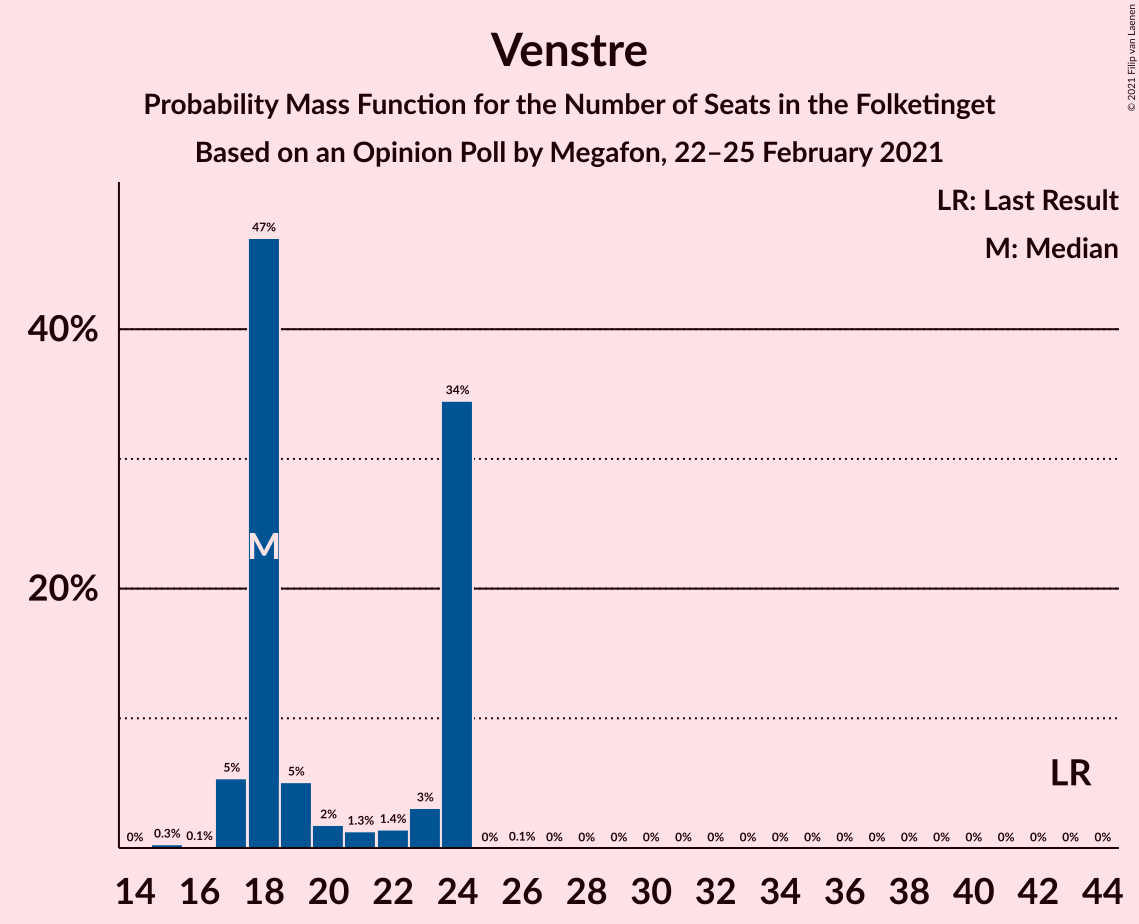 © 2021 Filip van Laenen
Venstre
Probability Mass Function for the Number of Seats in the Folketinget
Based on an Opinion Poll by Megafon, 22–25 February 2021
LR: Last Result
M: Median
47%
40%
34%
M
20%
LR
0% 0.3% 0.1% 5% 5% 2% 1.3% 1.4% 3% 0% 0.1% 0% 0% 0% 0% 0% 0% 0% 0% 0% 0% 0% 0% 0% 0% 0% 0% 0% 0%
14 16 18 20 22 24 26 28 30 32 34 36 38 40 42 44